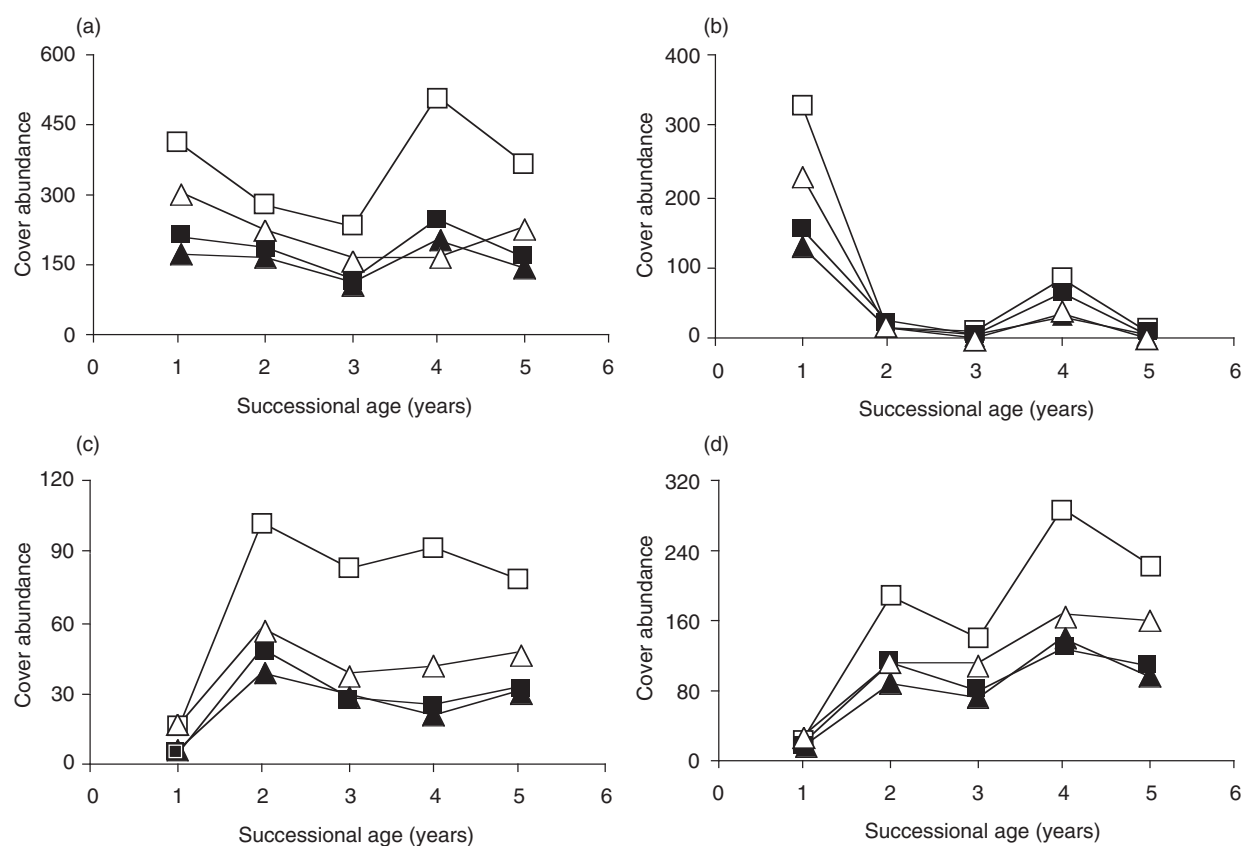 (a)
600
450
300
150
0
Cover abundance
0 1 2 3 4 5 6
Successional age (years)
(b)
400
300
200
100
0
Cover abundance
0 1 2 3 4 5 6
Successional age (years)
(c)
120
90
60
30
0
Cover abundance
0 1 2 3 4 5 6
Successional age (years)
(d)
320
240
160
80
0
Cover abundance
0 1 2 3 4 5 6
Successional age (years)